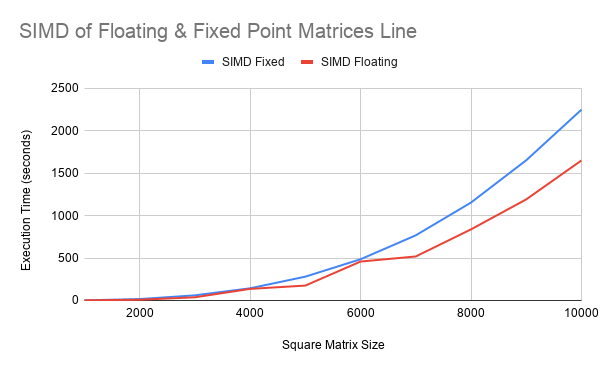 SIMD of Floating & Fixed Point Matrices Line
SIMD Fixed
SIMD Floating
2500
2000
1500
1000
500
0
Execution Time (seconds)
2000
4000
6000
8000
10000
Square Matrix Size